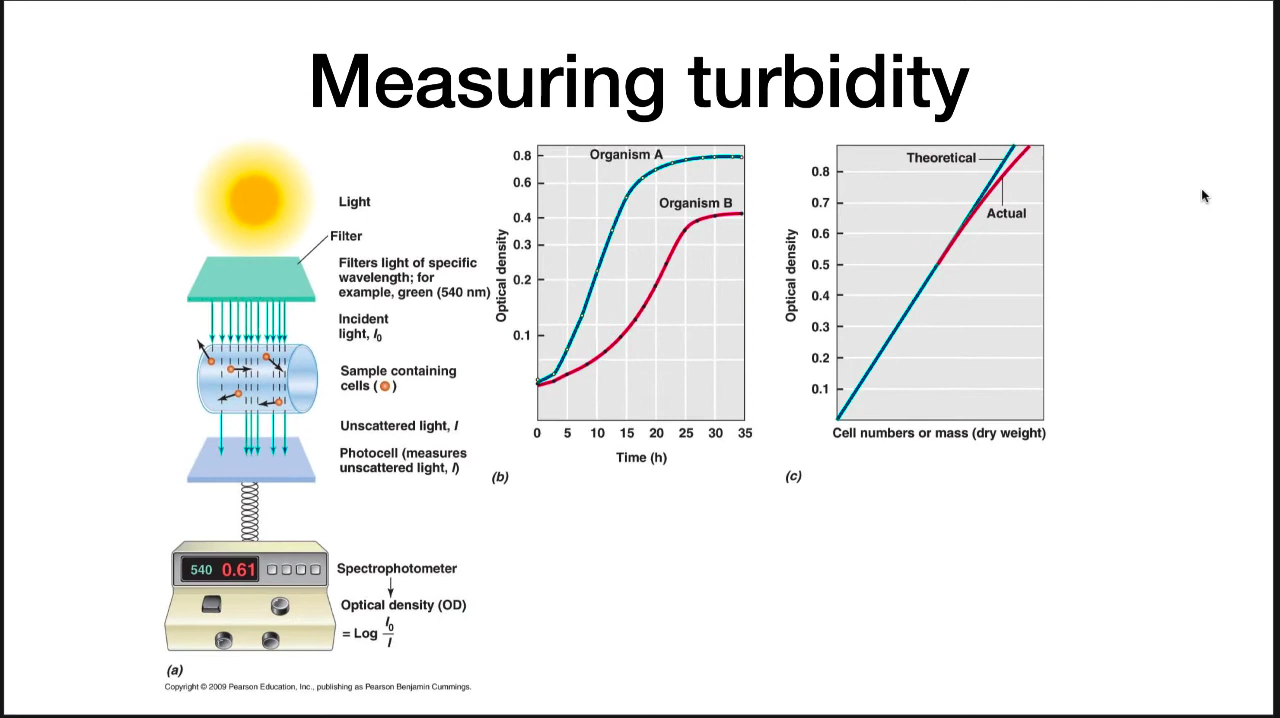 Measuring turbidity
Light
Filter
Filters light of specific
wavelength; for
example, green (540 nm)
Incident
light, I0
Sample containing
cells ( )
Unscattered light, I
Photocell (measures
unscattered light, I)
540 0.61
Spectrophotometer
Optical density (OD)
= Log I0
I
(a)
Copyright © 2009 Pearson Education, Inc., publishing as Pearson Benjamin Cummings.
Optical density
0.8
0.6
0.4
0.3
0.2
0.1
Organism A
Organism B
0 5 10 15 20 25 30 35
Time (h)
(b)
Optical density
0.8
0.7
0.6
0.5
0.4
0.3
0.2
0.1
Theoretical
Actual
Cell numbers or mass (dry weight)
(c)